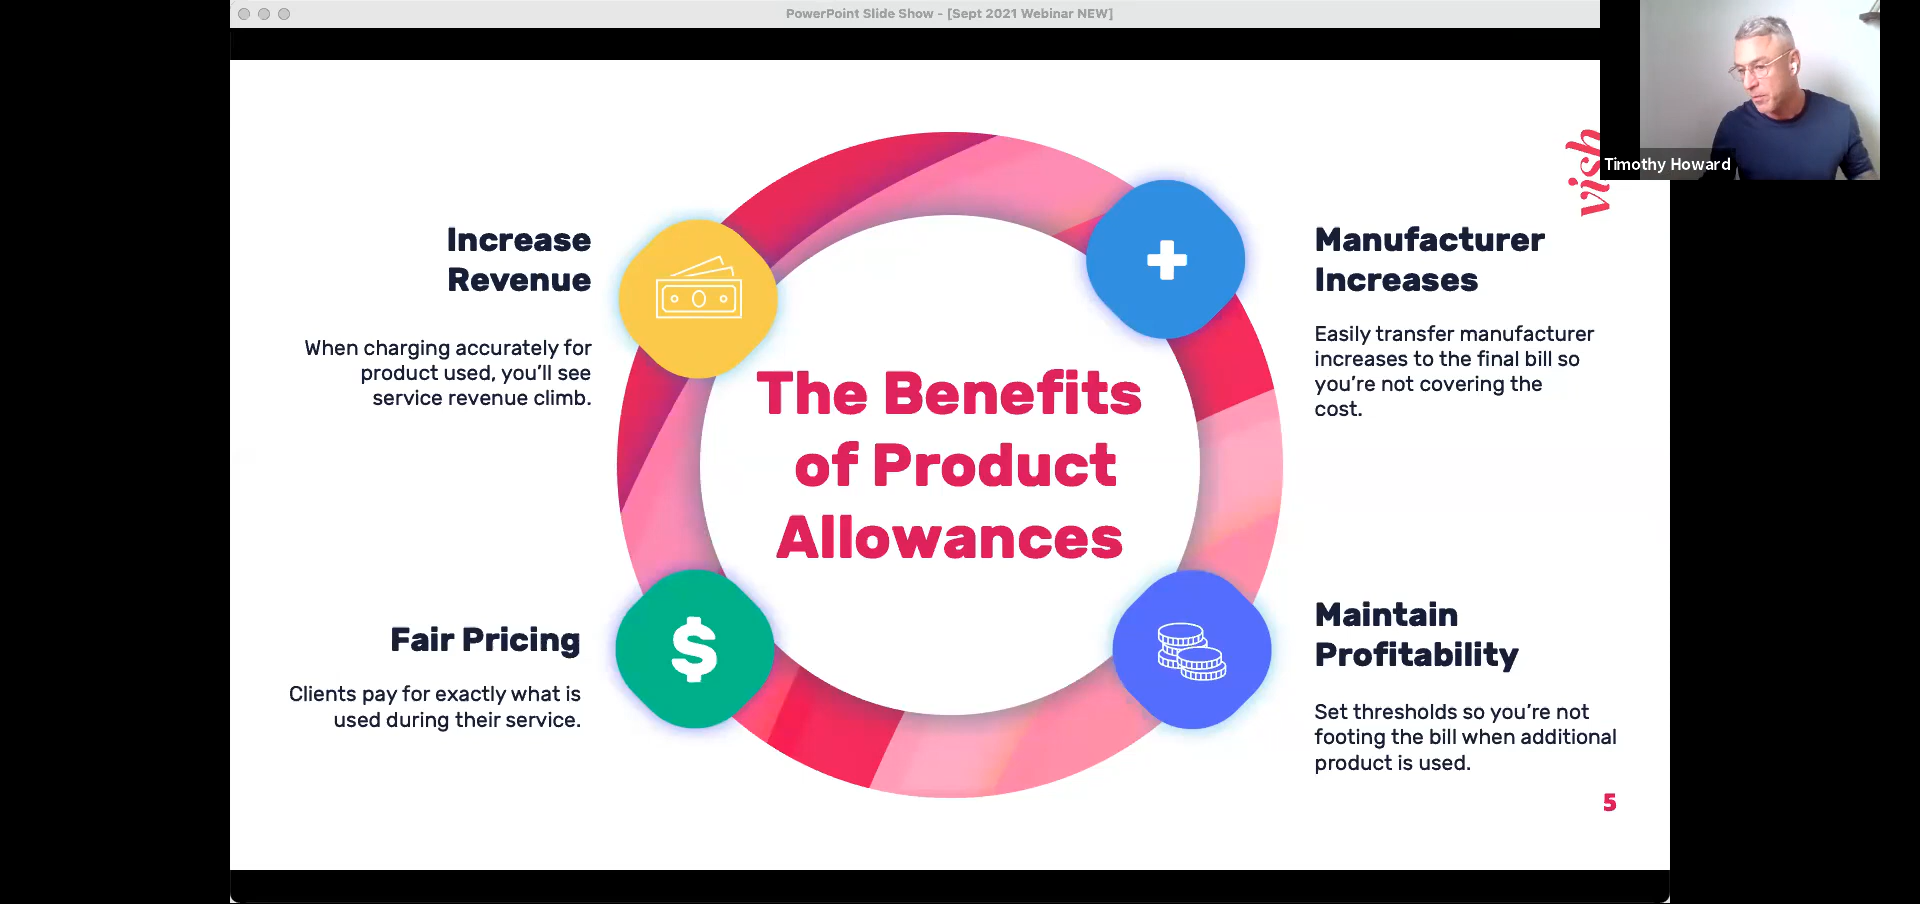 PowerPoint Slide Show - [Sept 2021 Webinar NEW]
Timothy Howard
vish
Increase
Revenue
When charging accurately for
product used, you'll see
service revenue climb.
Manufacturer
Increases
Easily transfer manufacturer
increases to the final bill so
you're not covering the
cost.
The Benefits
of Product
Allowances
Fair Pricing
Clients pay for exactly what is
used during their service.
$
Maintain
Profitability
Set thresholds so you're not
footing the bill when additional
product is used.
5